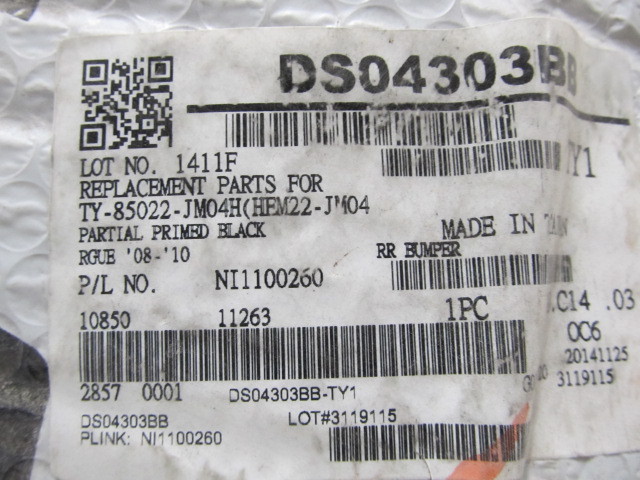 DS04303BB
TY1
LOT NO. 1411F
REPLACEMENT PARTS FOR
TY-85022-JM04H(HEM22-JM04
PARTIAL PRIMED BLACK
MADE IN
RGUE '08-'10
RR BUMPER
P/L NO. NI1100260
10850 11263 1PC
.C14 .03
0C6
20141125
3119115
2857 0001 DS04303BB-TY1
DS04303BB LOT#3119115
PLINK: NI1100260